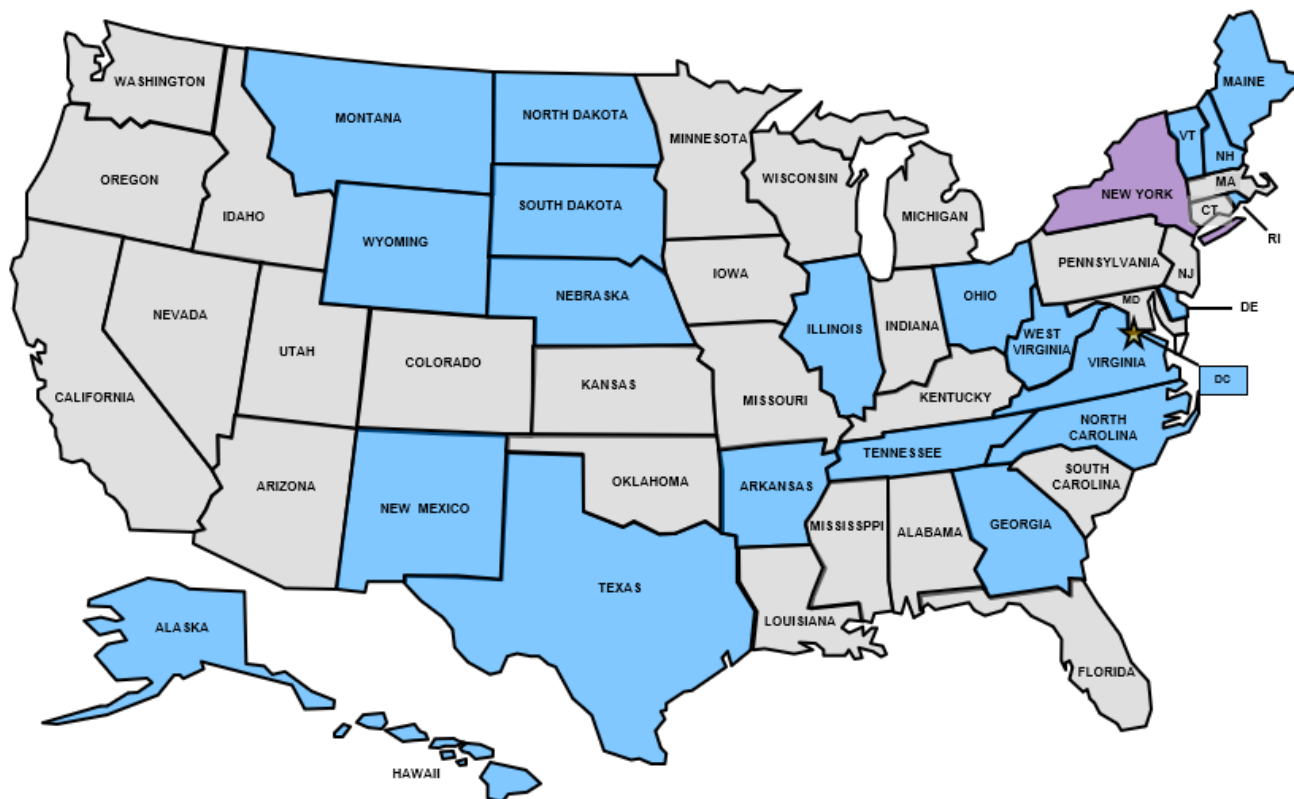 WASHINGTON
MONTANA
NORTH DAKOTA
MINNESOTA
MAINE
VT
NH
OREGON
IDAHO
SOUTH DAKOTA
WISCONSIN
MICHIGAN
NEW YORK
MA
CT
RI
WYOMING
IOWA
PENNSYLVANIA
NJ
NEVADA
NEBRASKA
ILLINOIS
INDIANA
OHIO
MD
DE
UTAH
COLORADO
WEST
VIRGINIA
VIRGINIA
DC
CALIFORNIA
KANSAS
MISSOURI
KENTUCKY
NORTH
CAROLINA
ARIZONA
NEW MEXICO
OKLAHOMA
ARKANSAS
TENNESSEE
SOUTH
CAROLINA
MISSISSPPI
ALABAMA
GEORGIA
TEXAS
LOUISIANA
FLORIDA
ALASKA
HAWAII